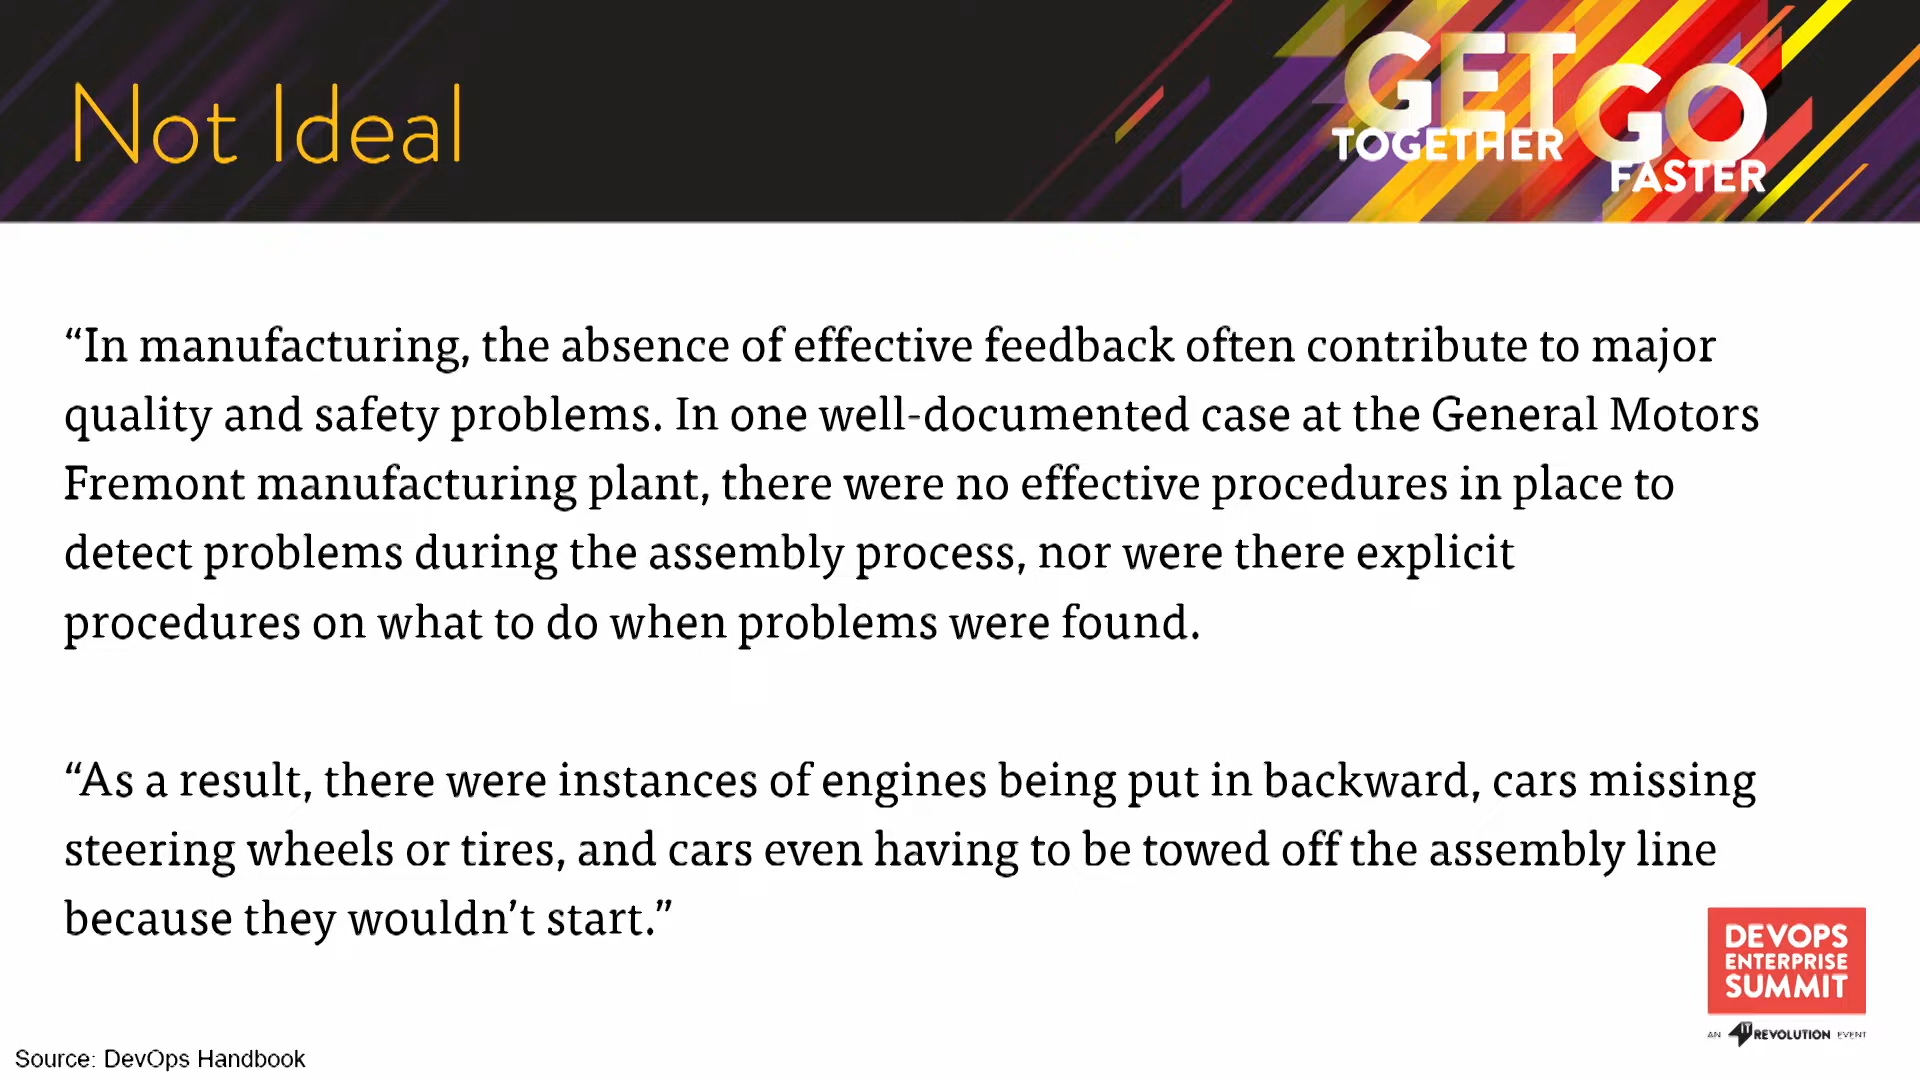 Not Ideal
GET
TOGETHER
GO
FASTER
“In manufacturing, the absence of effective feedback often contribute to major
quality and safety problems. In one well-documented case at the General Motors
Fremont manufacturing plant, there were no effective procedures in place to
detect problems during the assembly process, nor were there explicit
procedures on what to do when problems were found.
“As a result, there were instances of engines being put in backward, cars missing
steering wheels or tires, and cars even having to be towed off the assembly line
because they wouldn’t start.”
DEVOPS
ENTERPRISE
SUMMIT
AN IT REVOLUTION EVENT
Source: DevOps Handbook